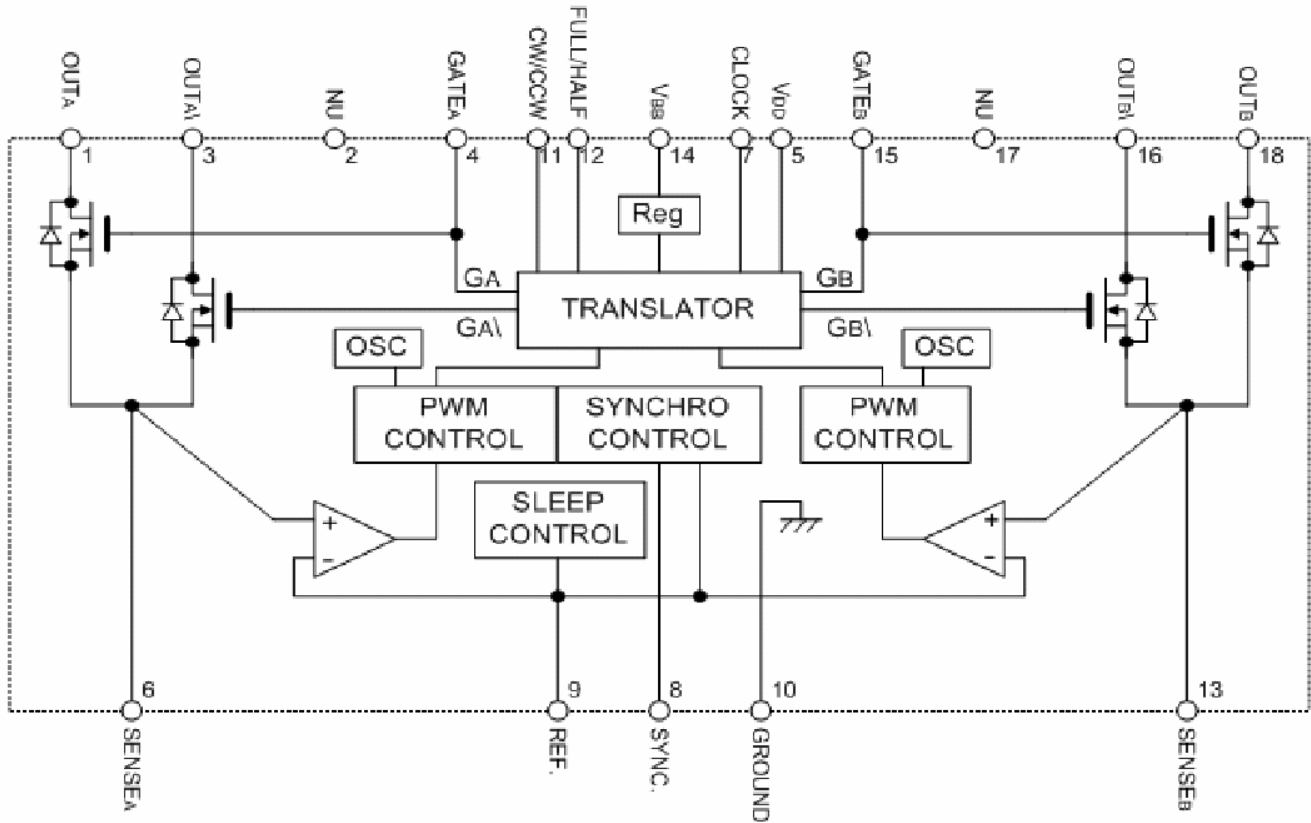 OUTA
OUTA\
NU
GATEA
CW/CCW
FULL/HALF
VBB
CLOCK
VDD
GATEB
NU
OUTB\
OUTB
1
3
2
4
11
12
14
7
5
15
17
16
18
Reg
GA
GB
TRANSLATOR
GA\
GB\
OSC
OSC
PWM
CONTROL
SYNCHRO
CONTROL
PWM
CONTROL
SLEEP
CONTROL
+
-
+
-
6
9
8
10
13
SENSEA
REF.
SYNC.
GROUND
SENSEB